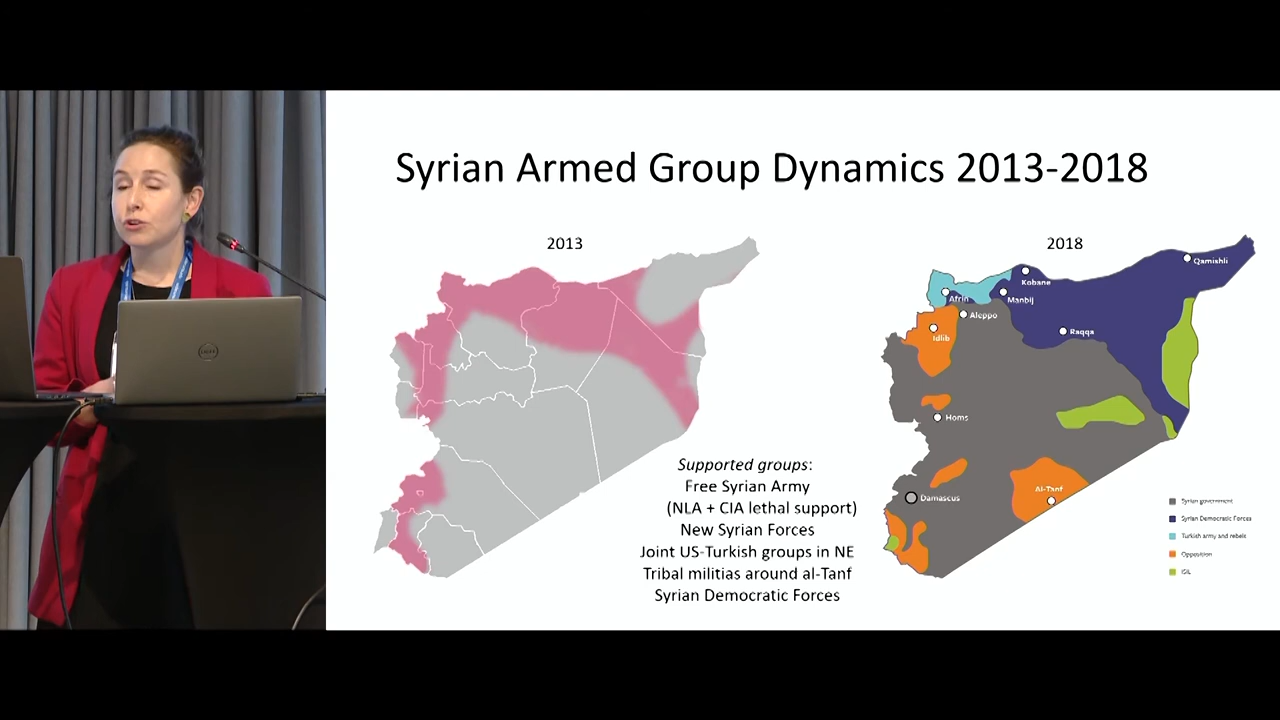 Syrian Armed Group Dynamics 2013-2018
2013
2018
Supported groups:
Free Syrian Army
(NLA + CIA lethal support)
New Syrian Forces
Joint US-Turkish groups in NE
Tribal militias around al-Tanf
Syrian Democratic Forces
Qamishli
Kobane
Afrin
Manbij
Aleppo
Idlib
Raqqa
Homs
Al-Tanf
Damascus
Syrian government
Syrian Democratic Forces
Turkish army and rebels
Opposition
ISIL
DELL